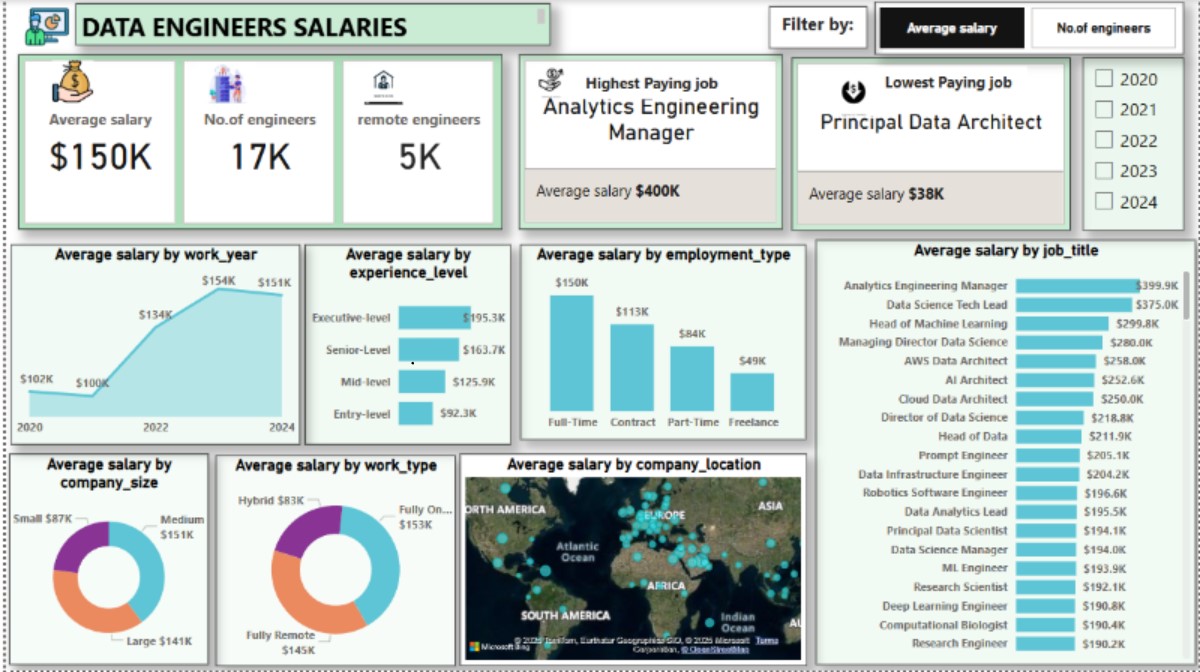 DATA ENGINEERS SALARIES
Filter by:
Average salary
No.of engineers
Average salary
$150K
No.of engineers
17K
remote engineers
5K
Highest Paying job
Analytics Engineering
Manager
Average salary $400K
Lowest Paying job
Principal Data Architect
Average salary $38K
2020
2021
2022
2023
2024
Average salary by work_year
$102K
$100K
$134K
$154K
$151K
2020
2022
2024
Average salary by
experience_level
Executive-level $195.3K
Senior-Level $163.7K
Mid-level $125.9K
Entry-level $92.3K
Average salary by employment_type
$150K
$113K
$84K
$49K
Full-Time
Contract
Part-Time
Freelance
Average salary by job_title
Analytics Engineering Manager $399.9K
Data Science Tech Lead $375.0K
Head of Machine Learning $299.8K
Managing Director Data Science $280.0K
AWS Data Architect $258.0K
AI Architect $252.6K
Cloud Data Architect $250.0K
Director of Data Science $218.8K
Head of Data $211.9K
Prompt Engineer $205.1K
Data Infrastructure Engineer $204.2K
Robotics Software Engineer $196.6K
Data Analytics Lead $195.5K
Principal Data Scientist $194.1K
Data Science Manager $194.0K
ML Engineer $193.9K
Research Scientist $192.1K
Deep Learning Engineer $190.8K
Computational Biologist $190.4K
Research Engineer $190.2K
Average salary by
company_size
Small $87K
Medium
$151K
Large $141K
Average salary by work_type
Hybrid $83K
Fully On...
$153K
Fully Remote
$145K
Average salary by company_location
ORTH AMERICA
EUROPE
ASIA
Atlantic
Ocean
AFRICA
SOUTH AMERICA
Indian
Ocean
AU
Microsoft Bing
© 2025 TomTom, Earthstar Geographics SIO, © 2025 Microsoft Terms
Corporation, © OpenStreetMap